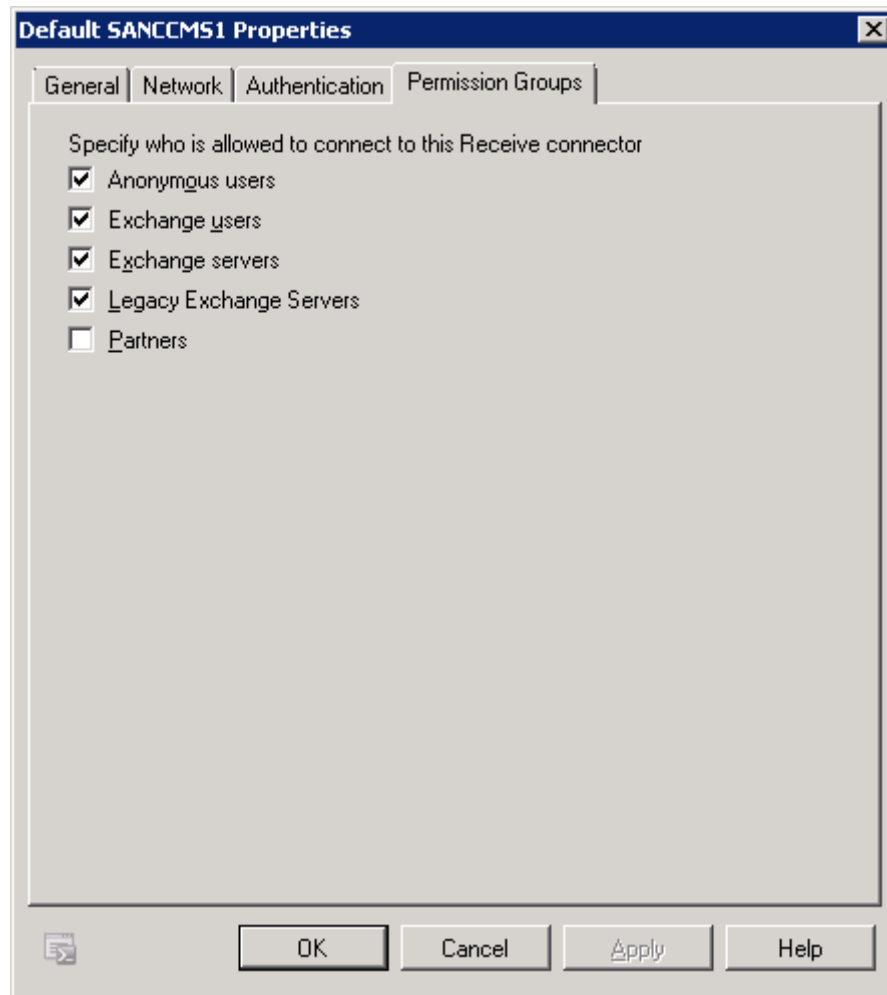 Default SANCCMS1 Properties
General Network Authentication Permission Groups
Specify who is allowed to connect to this Receive connector
Anonymous users
Exchange users
Exchange servers
Legacy Exchange Servers
Partners
OK Cancel Apply Help